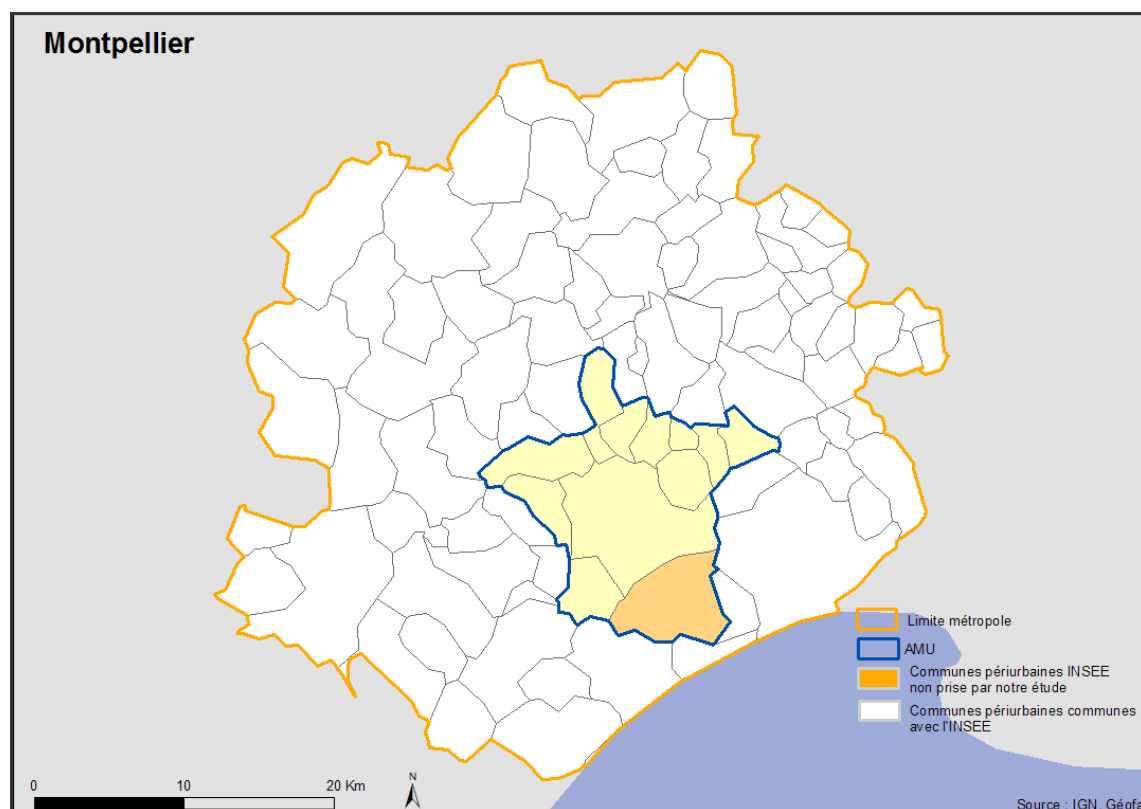 Montpellier
Limite métropole
AMU
Communes périurbaines INSEE
non prise par notre étude
Communes périurbaines communes
avec l'INSEE
0 10 20 Km
N
Source : IGN, Géofa